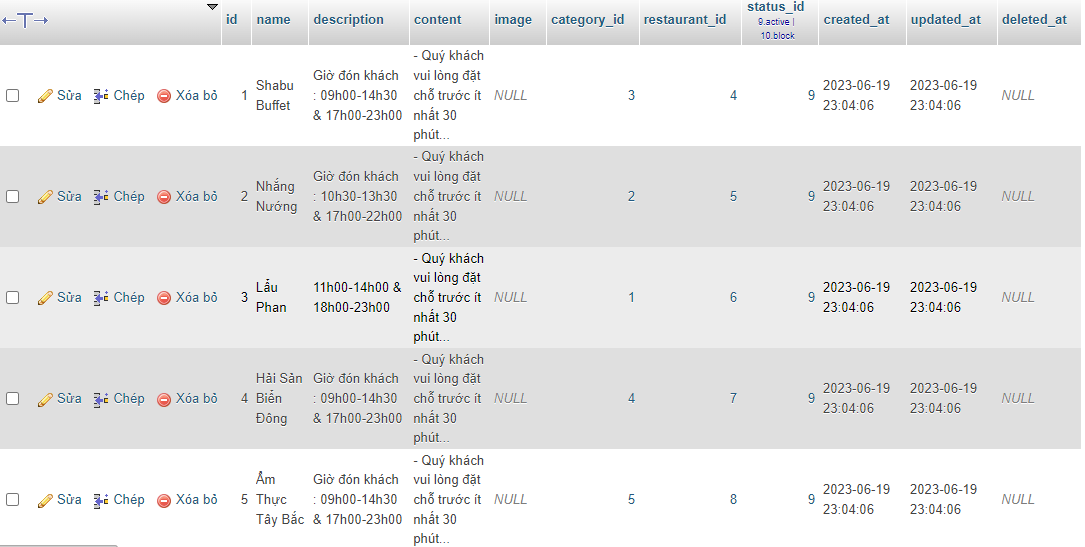 id name description content image category_id restaurant_id status_id created_at updated_at deleted_at
9.active |
10.block
Sửa Chép Xóa bỏ 1 Shabu Buffet Giờ đón khách : 09h00-14h30 & 17h00-23h00 - Quý khách vui lòng đặt chỗ trước ít nhất 30 phút... NULL 3 4 9 2023-06-19 23:04:06 2023-06-19 23:04:06 NULL
Sửa Chép Xóa bỏ 2 Nhắng Nướng Giờ đón khách : 10h30-13h30 & 17h00-22h00 - Quý khách vui lòng đặt chỗ trước ít nhất 30 phút... NULL 2 5 9 2023-06-19 23:04:06 2023-06-19 23:04:06 NULL
Sửa Chép Xóa bỏ 3 Lẩu Phan 11h00-14h00 & 18h00-23h00 - Quý khách vui lòng đặt chỗ trước ít nhất 30 phút... NULL 1 6 9 2023-06-19 23:04:06 2023-06-19 23:04:06 NULL
Sửa Chép Xóa bỏ 4 Hải Sản Biển Đông Giờ đón khách : 09h00-14h30 & 17h00-23h00 - Quý khách vui lòng đặt chỗ trước ít nhất 30 phút... NULL 4 7 9 2023-06-19 23:04:06 2023-06-19 23:04:06 NULL
Sửa Chép Xóa bỏ 5 Ẩm Thực Tây Bắc Giờ đón khách : 09h00-14h30 & 17h00-23h00 - Quý khách vui lòng đặt chỗ trước ít nhất 30 phút... NULL 5 8 9 2023-06-19 23:04:06 2023-06-19 23:04:06 NULL